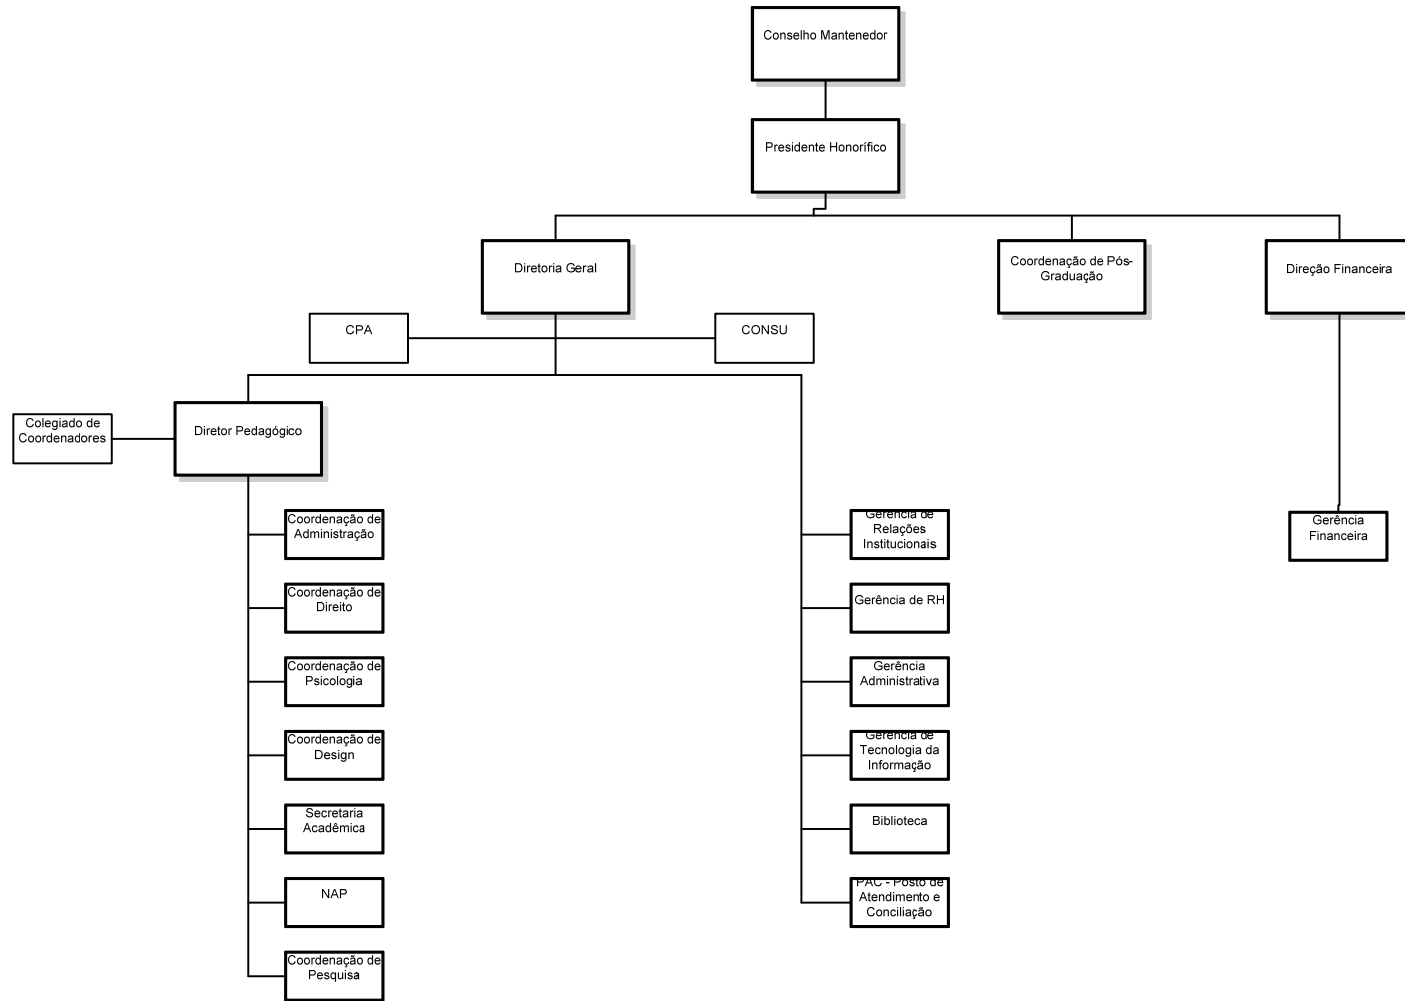 Conselho Mantenedor
Presidente Honorífico
Diretoria Geral
Coordenação de Pós-
Graduação
Direção Financeira
CPA
CONSU
Colegiado de
Coordenadores
Diretor Pedagógico
Coordenação de
Administração
Coordenação de
Direito
Coordenação de
Psicologia
Coordenação de
Design
Secretaria
Acadêmica
NAP
Coordenação de
Pesquisa
Gerência de
Relações
Institucionais
Gerência de RH
Gerência
Administrativa
Gerência de
Tecnologia da
Informação
Biblioteca
PAC - Posto de
Atendimento e
Conciliação
Gerência
Financeira